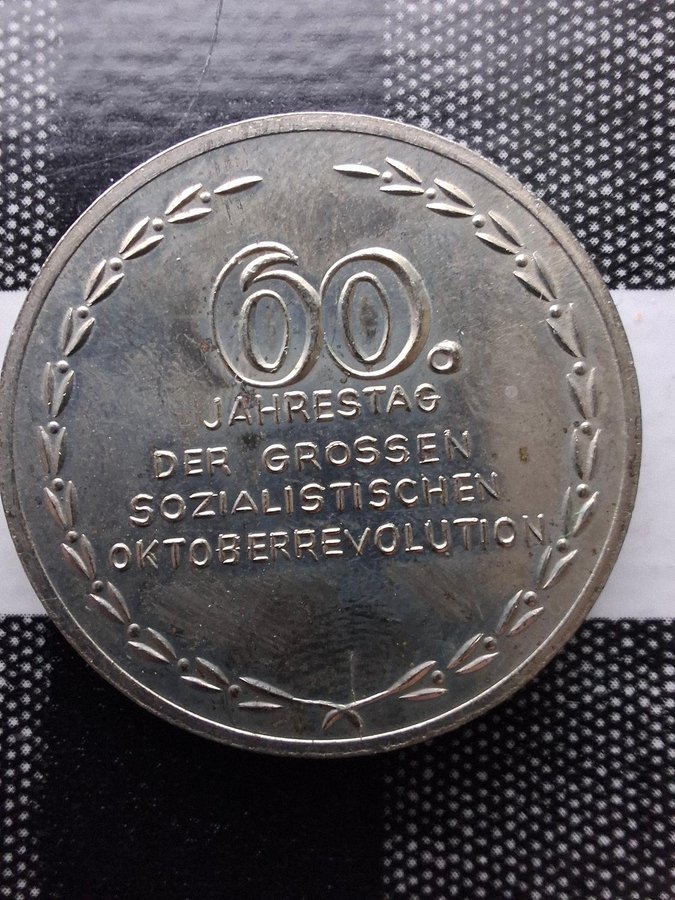 60.
JAHRESTAG
DER GROSSEN
SOZIALISTISCHEN
OKTOBERREVOLUTION